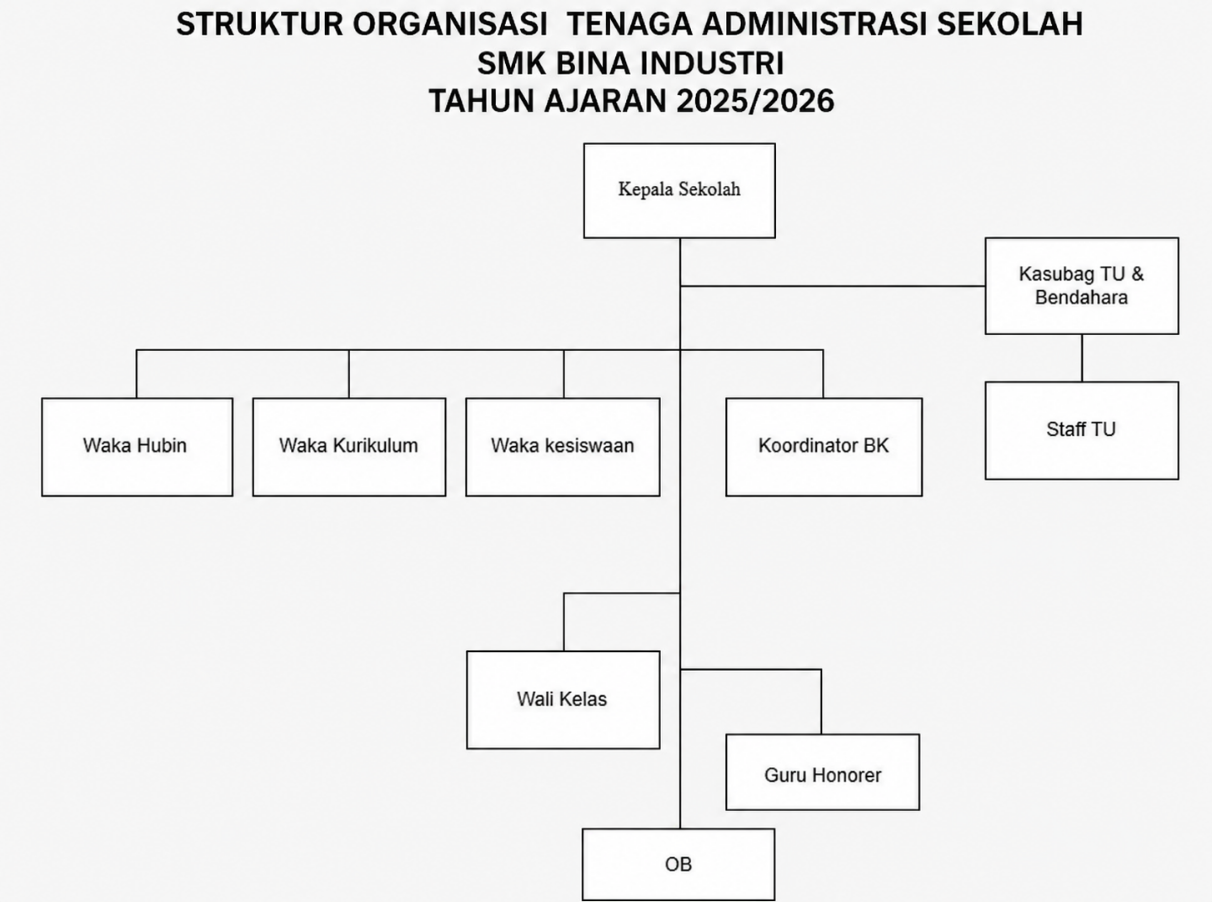 STRUKTUR ORGANISASI TENAGA ADMINISTRASI SEKOLAH
SMK BINA INDUSTRI
TAHUN AJARAN 2025/2026
Kepala Sekolah
Kasubag TU &
Bendahara
Staff TU
Waka Hubin
Waka Kurikulum
Waka kesiswaan
Koordinator BK
Wali Kelas
Guru Honorer
OB